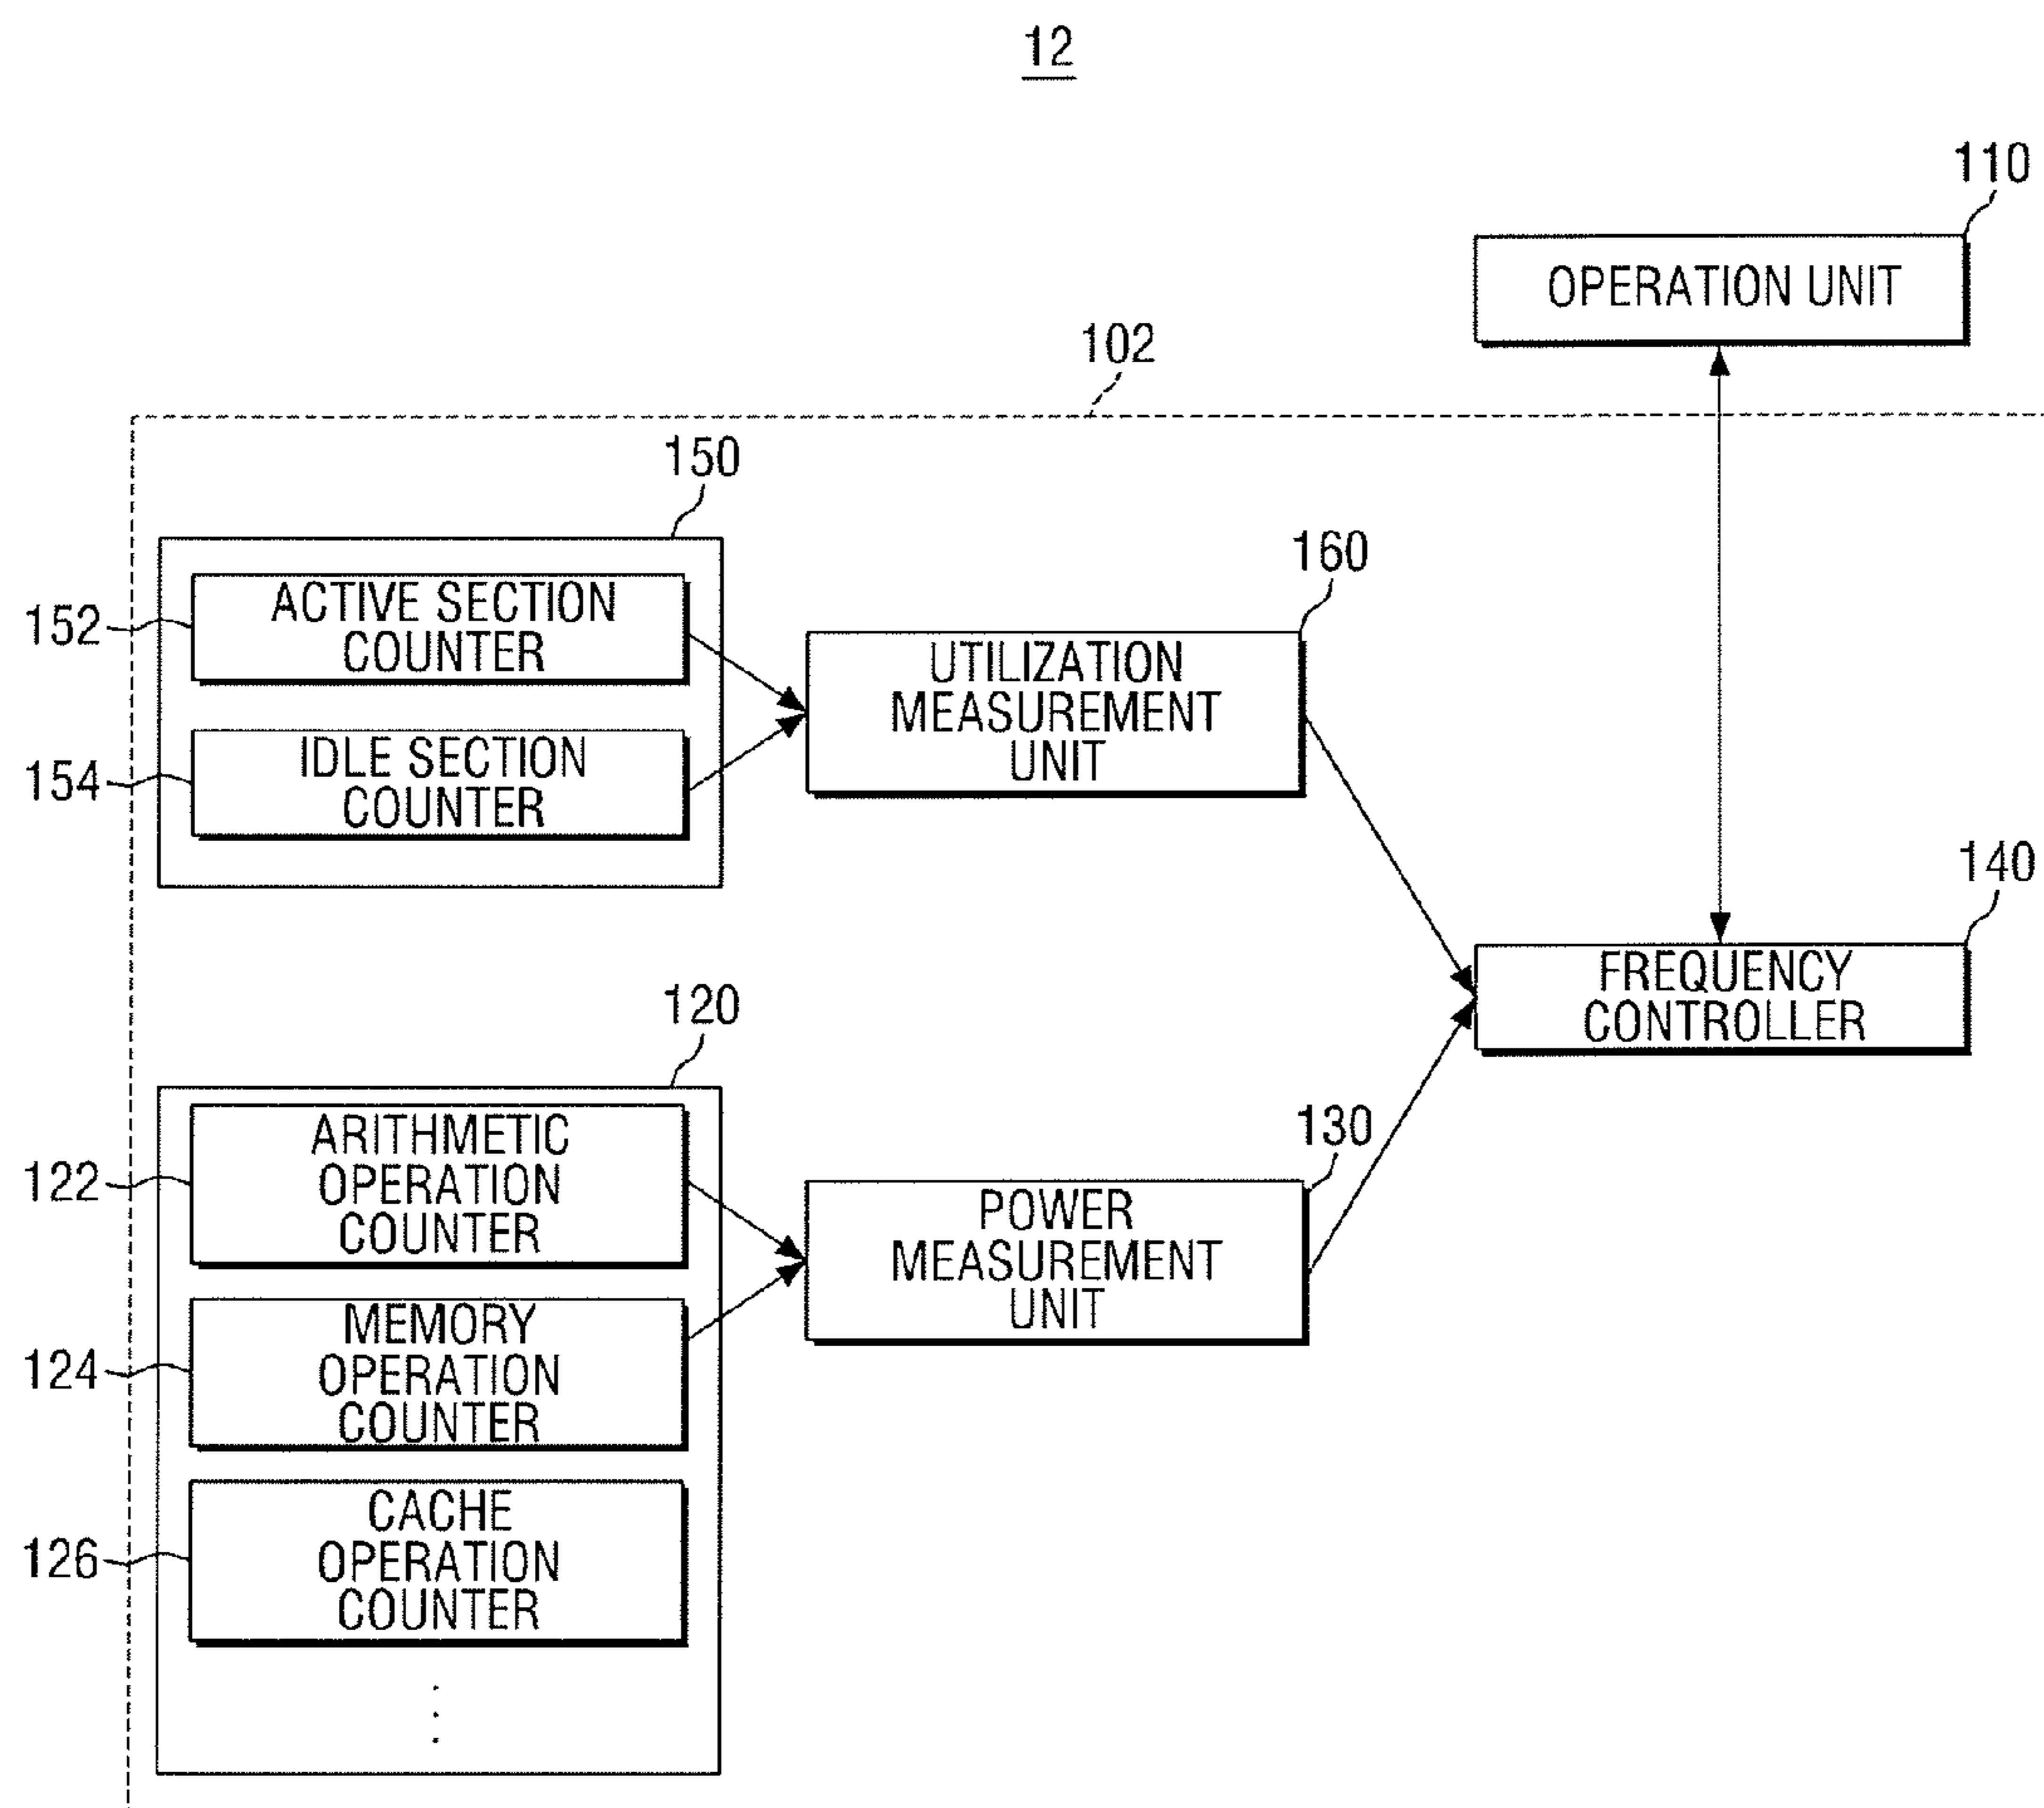 12
110
OPERATION UNIT
102
150
152
ACTIVE SECTION
COUNTER
154
IDLE SECTION
COUNTER
160
UTILIZATION
MEASUREMENT
UNIT
140
FREQUENCY
CONTROLLER
120
122
ARITHMETIC
OPERATION
COUNTER
124
MEMORY
OPERATION
COUNTER
126
CACHE
OPERATION
COUNTER
130
POWER
MEASUREMENT
UNIT